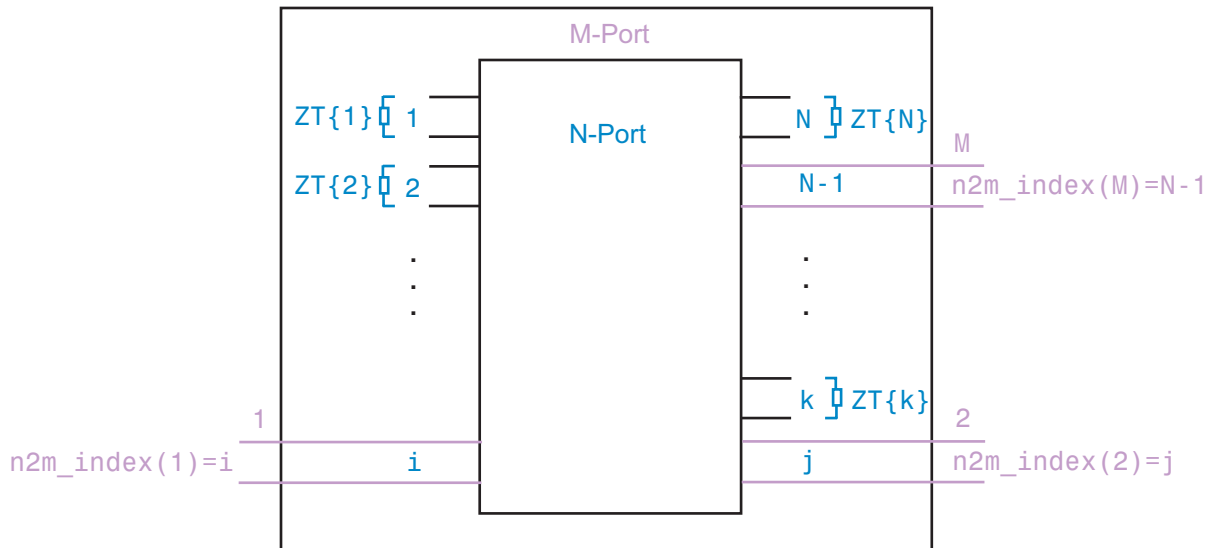 M-Port
N-Port
ZT{1} 1
N ZT{N}
M
ZT{2} 2
N-1
n2m_index(M)=N-1
k ZT{k}
1
2
n2m_index(1)=i
i
j
n2m_index(2)=j